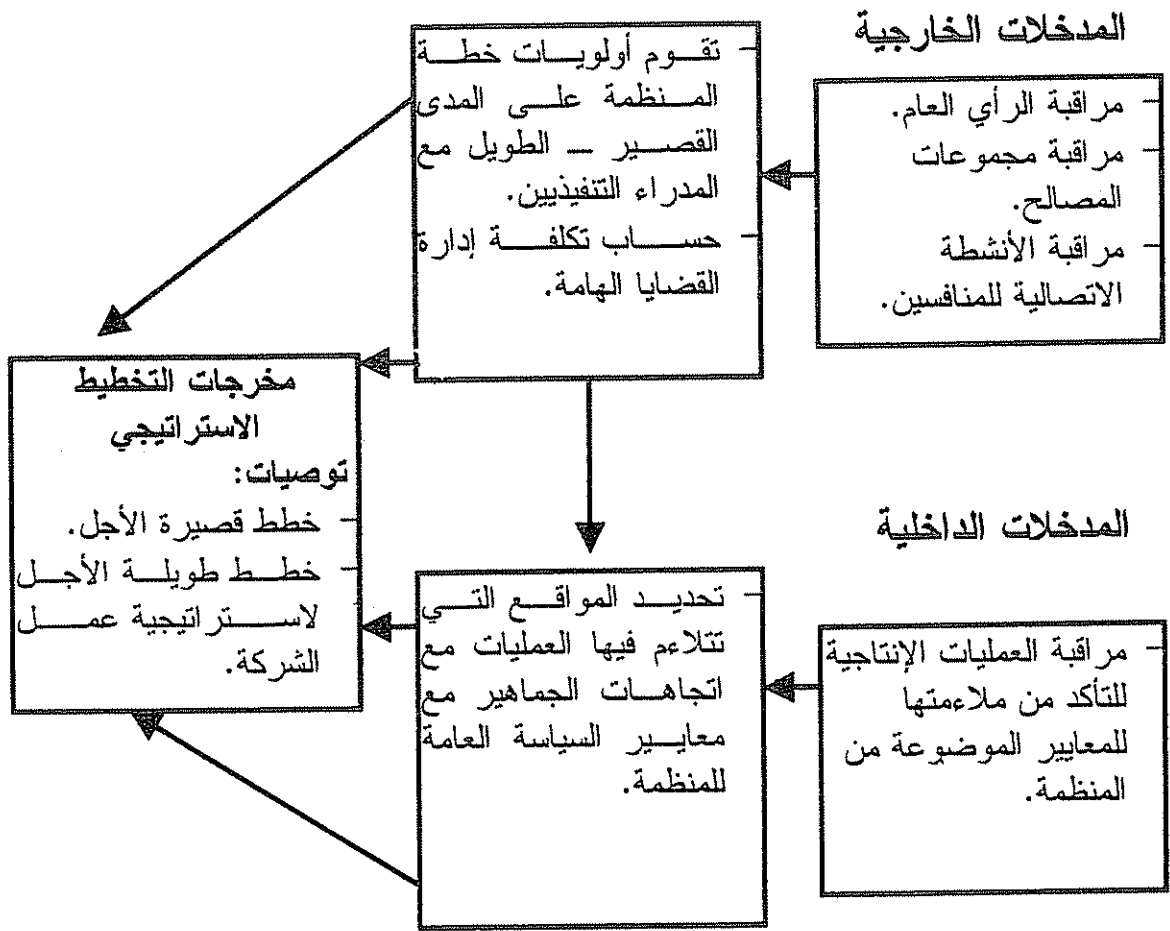 المدخلات الخارجية
- مراقبة الرأي العام.
- مراقبة مجموعات
المصالح.
- مراقبة الأنشطة
الاتصالية للمنافسين.
- تقوم أولويات خطة
المنظمة على المدى
القصير – الطويل مع
المدراء التنفيذيين.
- حساب تكلفة إدارة
القضايا الهامة.
مخرجات التخطيط
الاستراتيجي
توصيات:
- خطط قصيرة الأجل.
- خطط طويلة الأجل
لاستراتيجية عمل
الشركة.
المدخلات الداخلية
- مراقبة العمليات الإنتاجية
للتأكد من ملاءمتها
للمعايير الموضوعة من
المنظمة.
- تحديد المواقع التي
تتلاءم فيها العمليات مع
اتجاهات الجماهير مع
معايير السياسة العامة
للمنظمة.